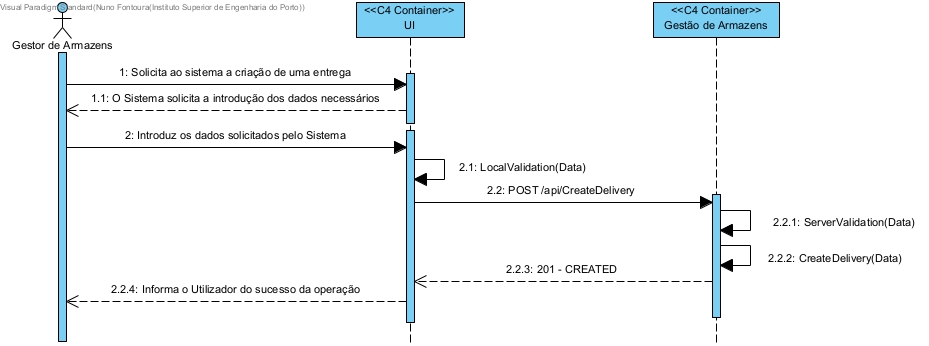 Visual Paradigm Standard(Nuno Fontoura(Instituto Superior de Engenharia do Porto))
Gestor de Armazens
<<C4 Container>>
UI
<<C4 Container>>
Gestão de Armazens
1: Solicita ao sistema a criação de uma entrega
1.1: O Sistema solicita a introdução dos dados necessários
2: Introduz os dados solicitados pelo Sistema
2.1: LocalValidation(Data)
2.2: POST /api/CreateDelivery
2.2.1: ServerValidation(Data)
2.2.2: CreateDelivery(Data)
2.2.3: 201 - CREATED
2.2.4: Informa o Utilizador do sucesso da operação